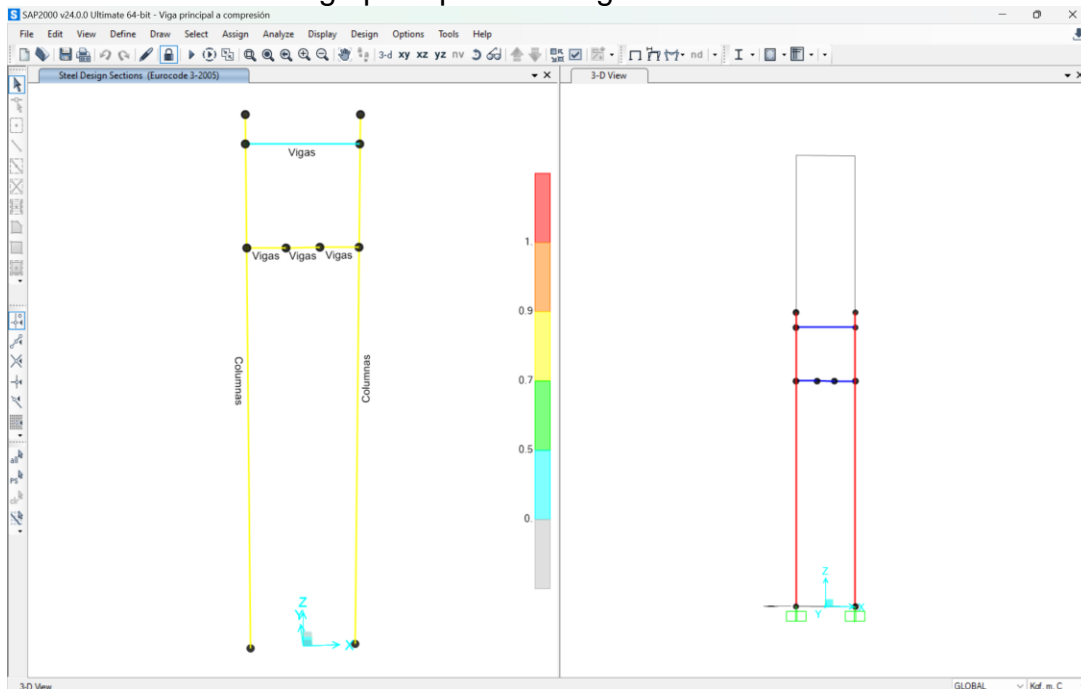 SAP2000 v24.0.0 Ultimate 64-bit - Viga principal a compresión
File Edit View Define Draw Select Assign Analyze Display Design Options Tools Help
3-d xy xz yz nv
nd
Steel Design Sections (Eurocode 3-2005)
3-D View
Vigas
Vigas Vigas Vigas
Columnas
Columnas
1.
0.9
0.7
0.5
0.
Z
Y
X
Z
Y
X
3-D View
GLOBAL
Kgf, m, C